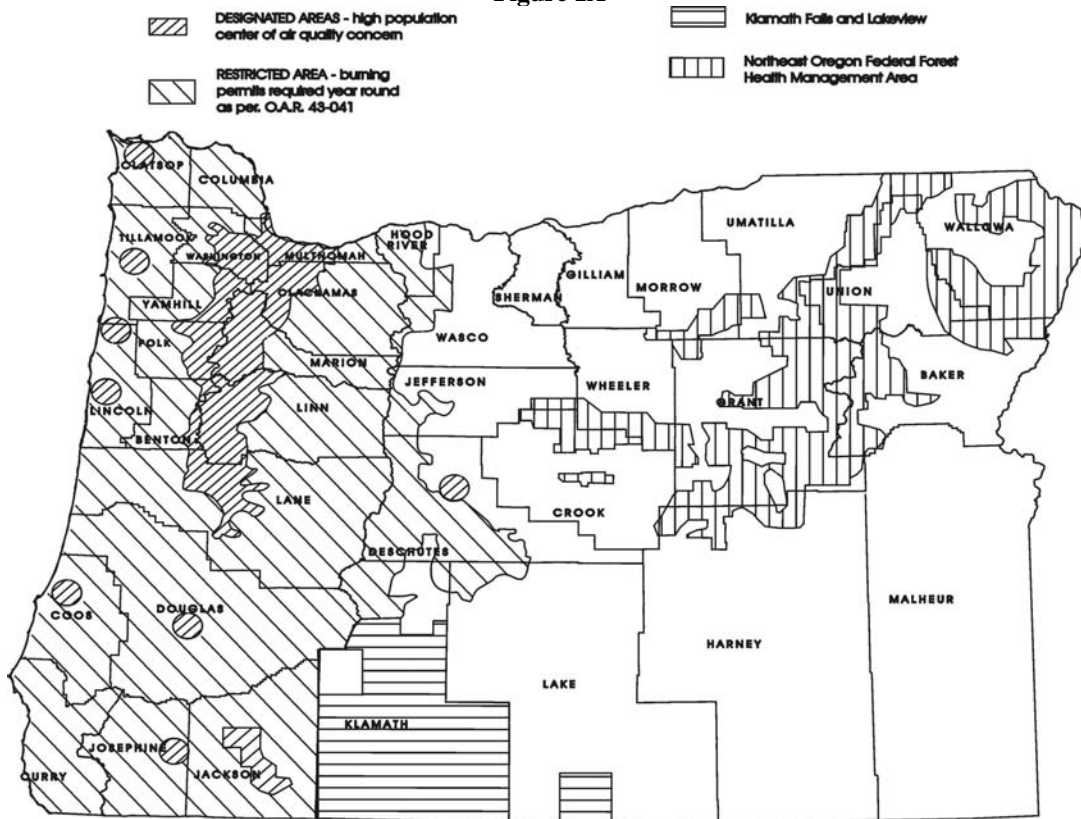 DESIGNATED AREAS - high population
center of air quality concern
RESTRICTED AREA - burning
permits required year round
as per. O.A.R. 43-041
Klamath Falls and Lakeview
Northeast Oregon Federal Forest
Health Management Area
CLATSOP
COLUMBIA
TILLAMOOK
WASHINGTON
MULTNOMAH
HOOD
RIVER
YAMHILL
CLACKAMAS
SHERMAN
GILLIAM
MORROW
UMATILLA
UNION
WALLOWA
POLK
MARION
WASCO
JEFFERSON
WHEELER
GRANT
BAKER
LINCOLN
BENTON
LINN
LANE
CROOK
DESCHUTES
COOS
DOUGLAS
MALHEUR
HARNEY
LAKE
KLAMATH
CURRY
JOSEPHINE
JACKSON